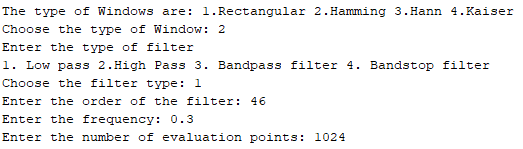 The type of Windows are: 1.Rectangular 2.Hamming 3.Hann 4.Kaiser
Choose the type of Window: 2
Enter the type of filter
1. Low pass 2.High Pass 3. Bandpass filter 4. Bandstop filter
Choose the filter type: 1
Enter the order of the filter: 46
Enter the frequency: 0.3
Enter the number of evaluation points: 1024